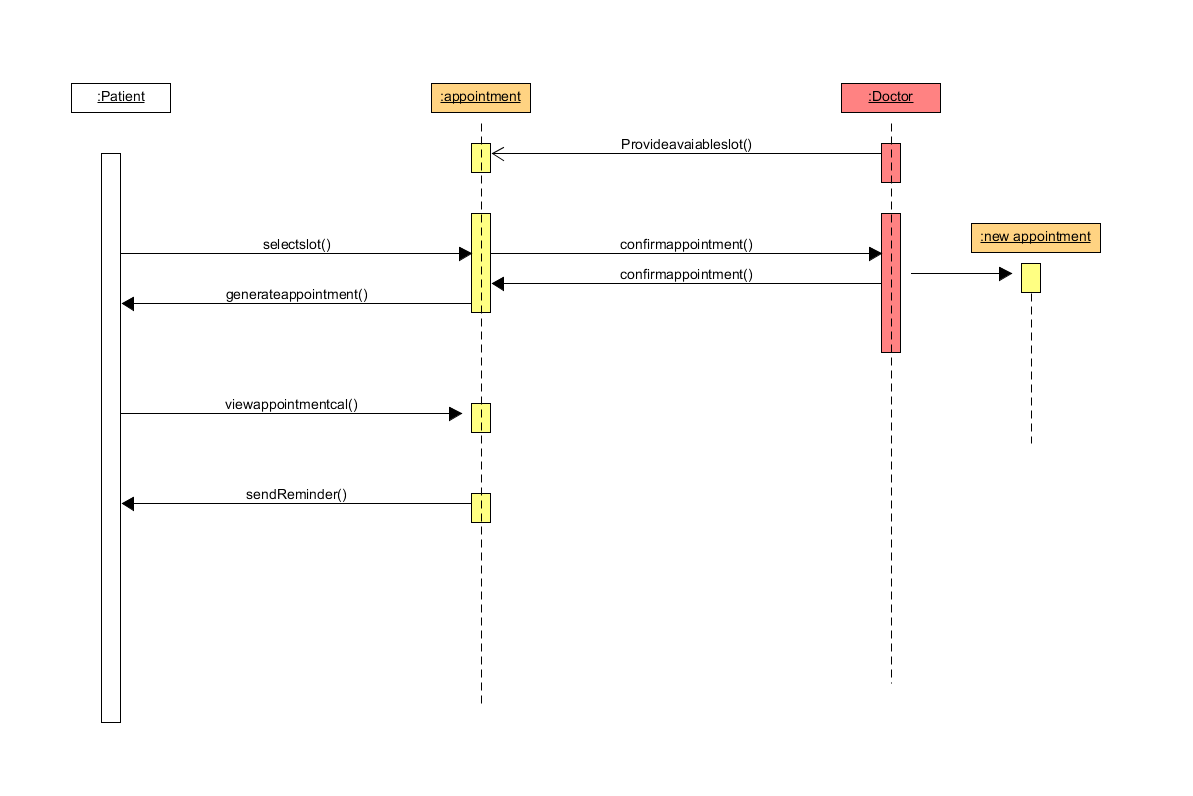 :Patient
:appointment
:Doctor
Provideavaiableslot()
:new appointment
selectslot()
confirmappointment()
confirmappointment()
generateappointment()
viewappointmentcal()
sendReminder()